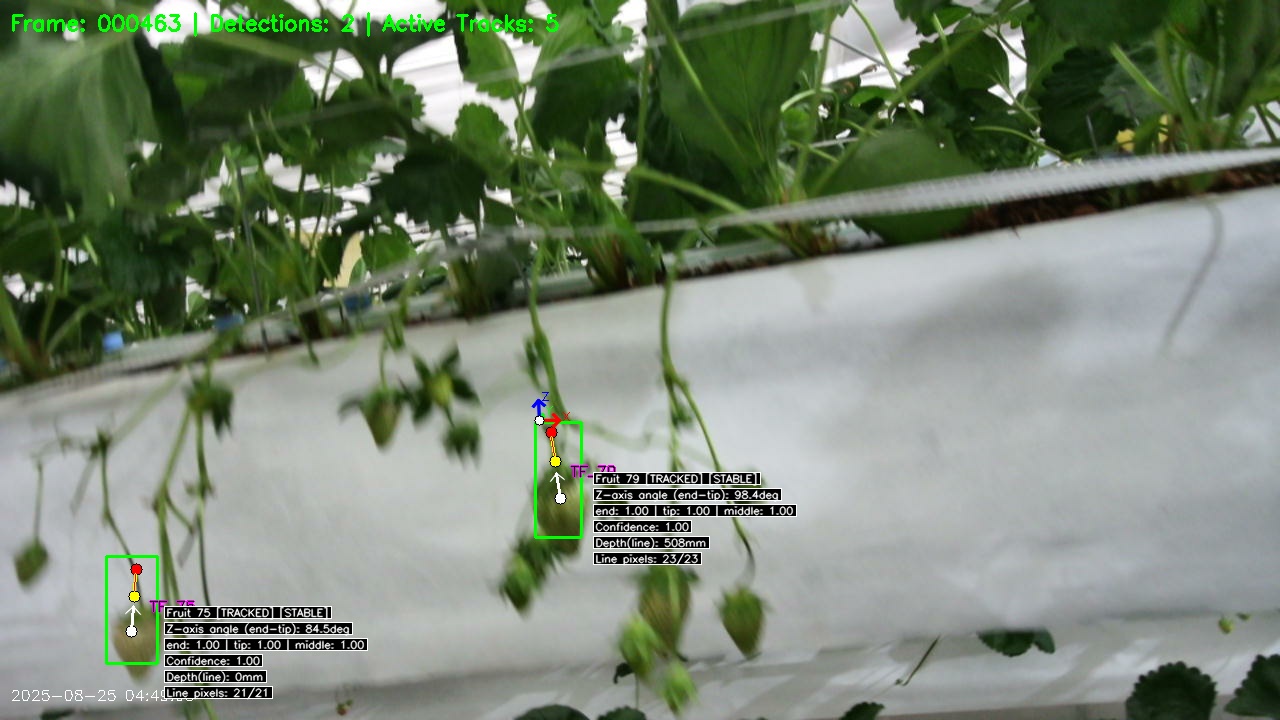 Frame: 000463 | Detections: 2 | Active Tracks: 5
Z
X
Fruit 79 [TRACKED] [STABLE]
Z-axis angle (end-tip): 98.4deg
end: 1.00 | tip: 1.00 | middle: 1.00
Confidence: 1.00
Depth(line): 508mm
Line pixels: 23/23
Fruit 75 [TRACKED] [STABLE]
Z-axis angle (end-tip): 84.5deg
end: 1.00 | tip: 1.00 | middle: 1.00
Confidence: 1.00
Depth(line): 0mm
Line pixels: 21/21
2025-08-25